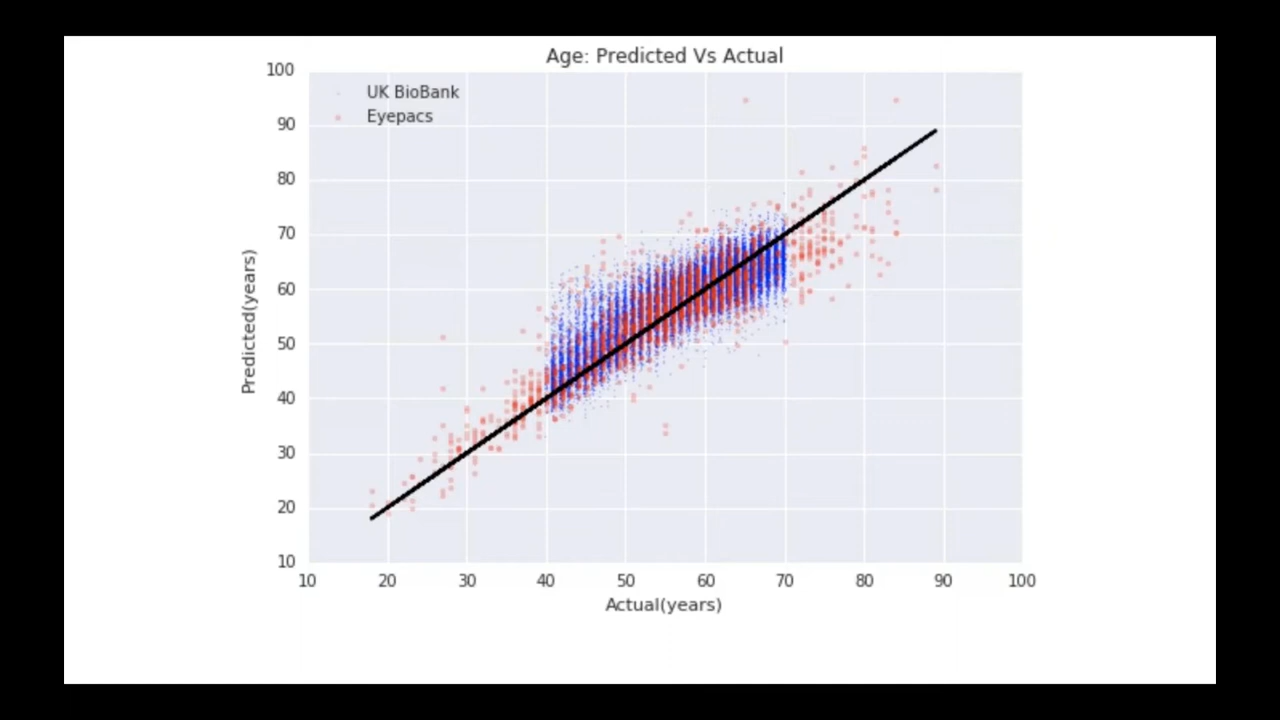 Age: Predicted Vs Actual
UK BioBank
Eyepacs
100
90
80
70
60
50
40
30
20
10
Predicted(years)
10 20 30 40 50 60 70 80 90 100
Actual(years)